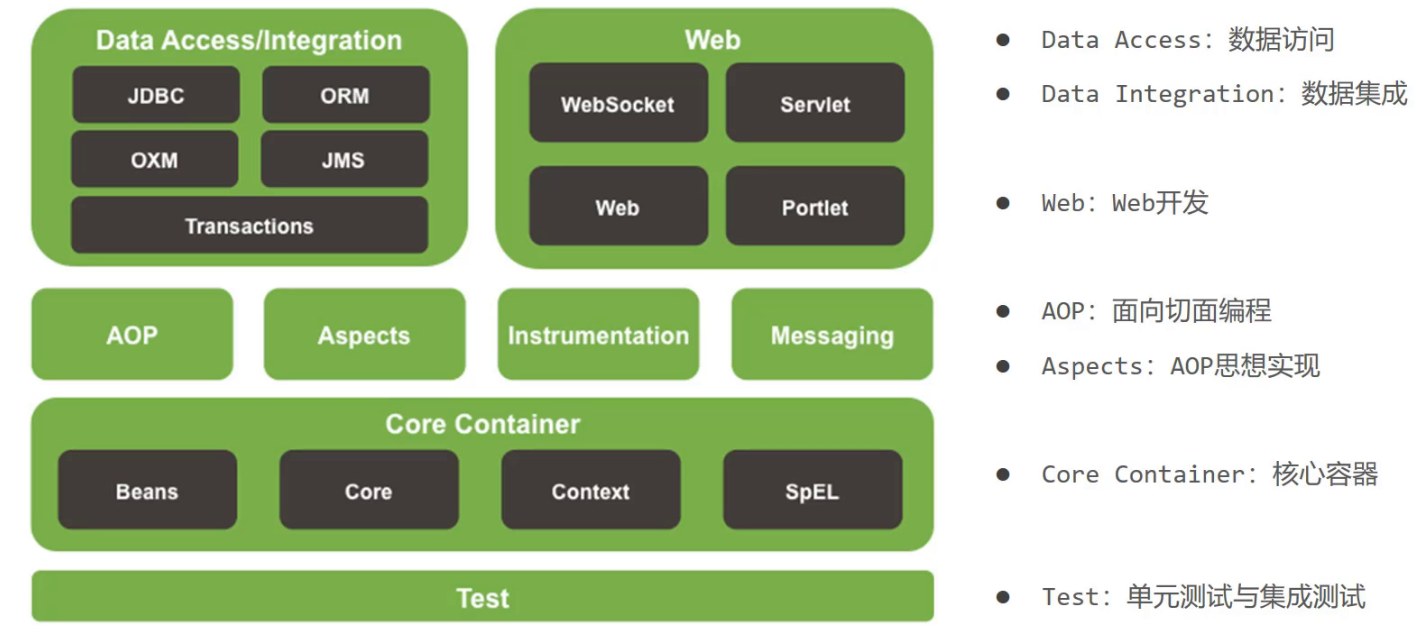 Data Access/Integration
JDBC
ORM
OXM
JMS
Transactions
Web
WebSocket
Servlet
Web
Portlet
AOP
Aspects
Instrumentation
Messaging
Core Container
Beans
Core
Context
SpEL
Test
● Data Access：数据访问
● Data Integration：数据集成
● Web：Web开发
● AOP：面向切面编程
● Aspects：AOP思想实现
● Core Container：核心容器
● Test：单元测试与集成测试